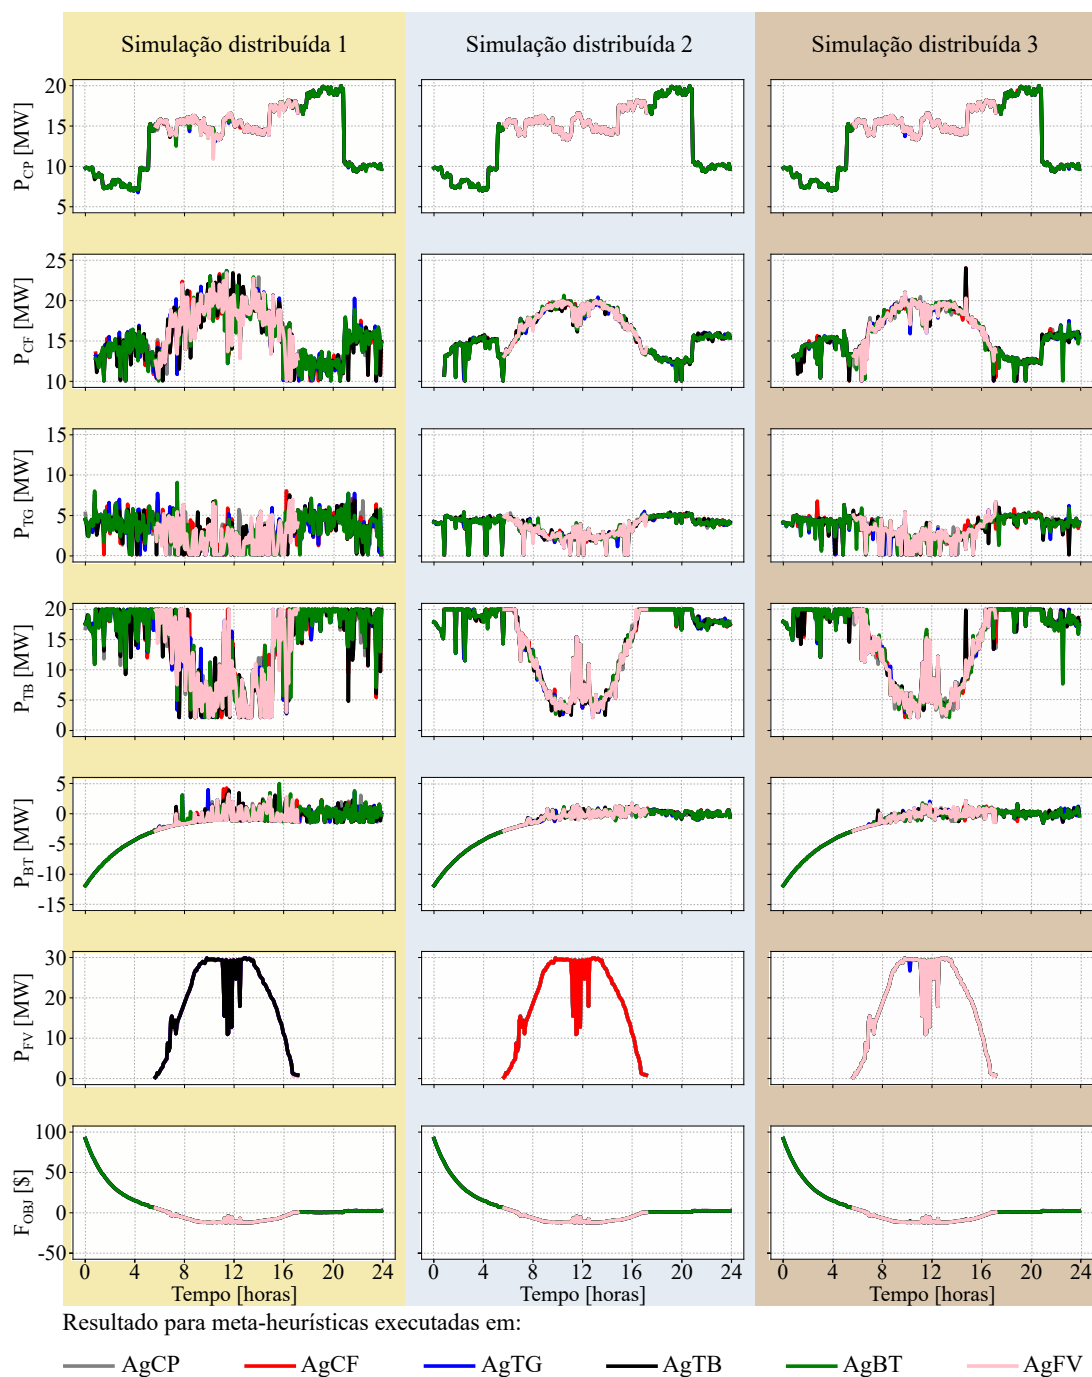 Simulação distribuída 1 Simulação distribuída 2 Simulação distribuída 3
P_CP [MW]
20
15
10
5
P_CF [MW]
25
20
15
10
P_TG [MW]
15
10
5
0
P_TB [MW]
20
15
10
5
0
P_BT [MW]
5
0
-5
-10
-15
P_FV [MW]
30
20
10
0
F_OBJ [$]
100
50
0
-50
0 4 8 12 16 20 24 0 4 8 12 16 20 24 0 4 8 12 16 20 24
Tempo [horas] Tempo [horas] Tempo [horas]
Resultado para meta-heurísticas executadas em:
AgCP AgCF AgTG AgTB AgBT AgFV